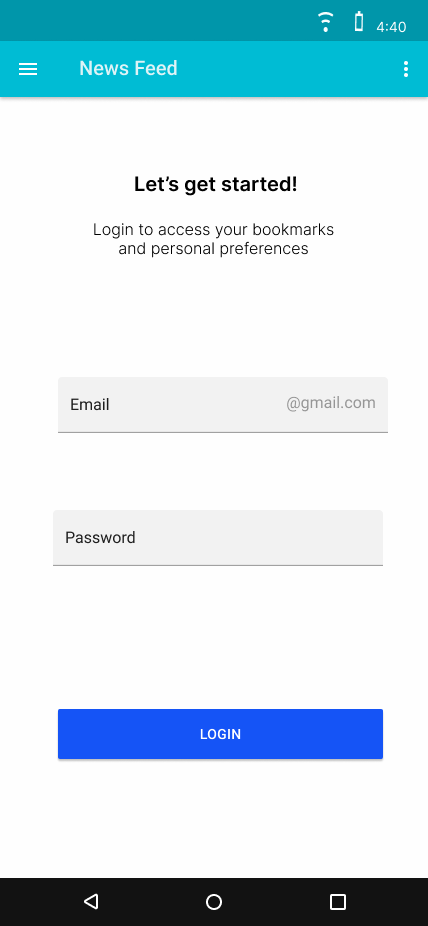 4:40
News Feed
Let’s get started!
Login to access your bookmarks
and personal preferences
Email @gmail.com
Password
LOGIN